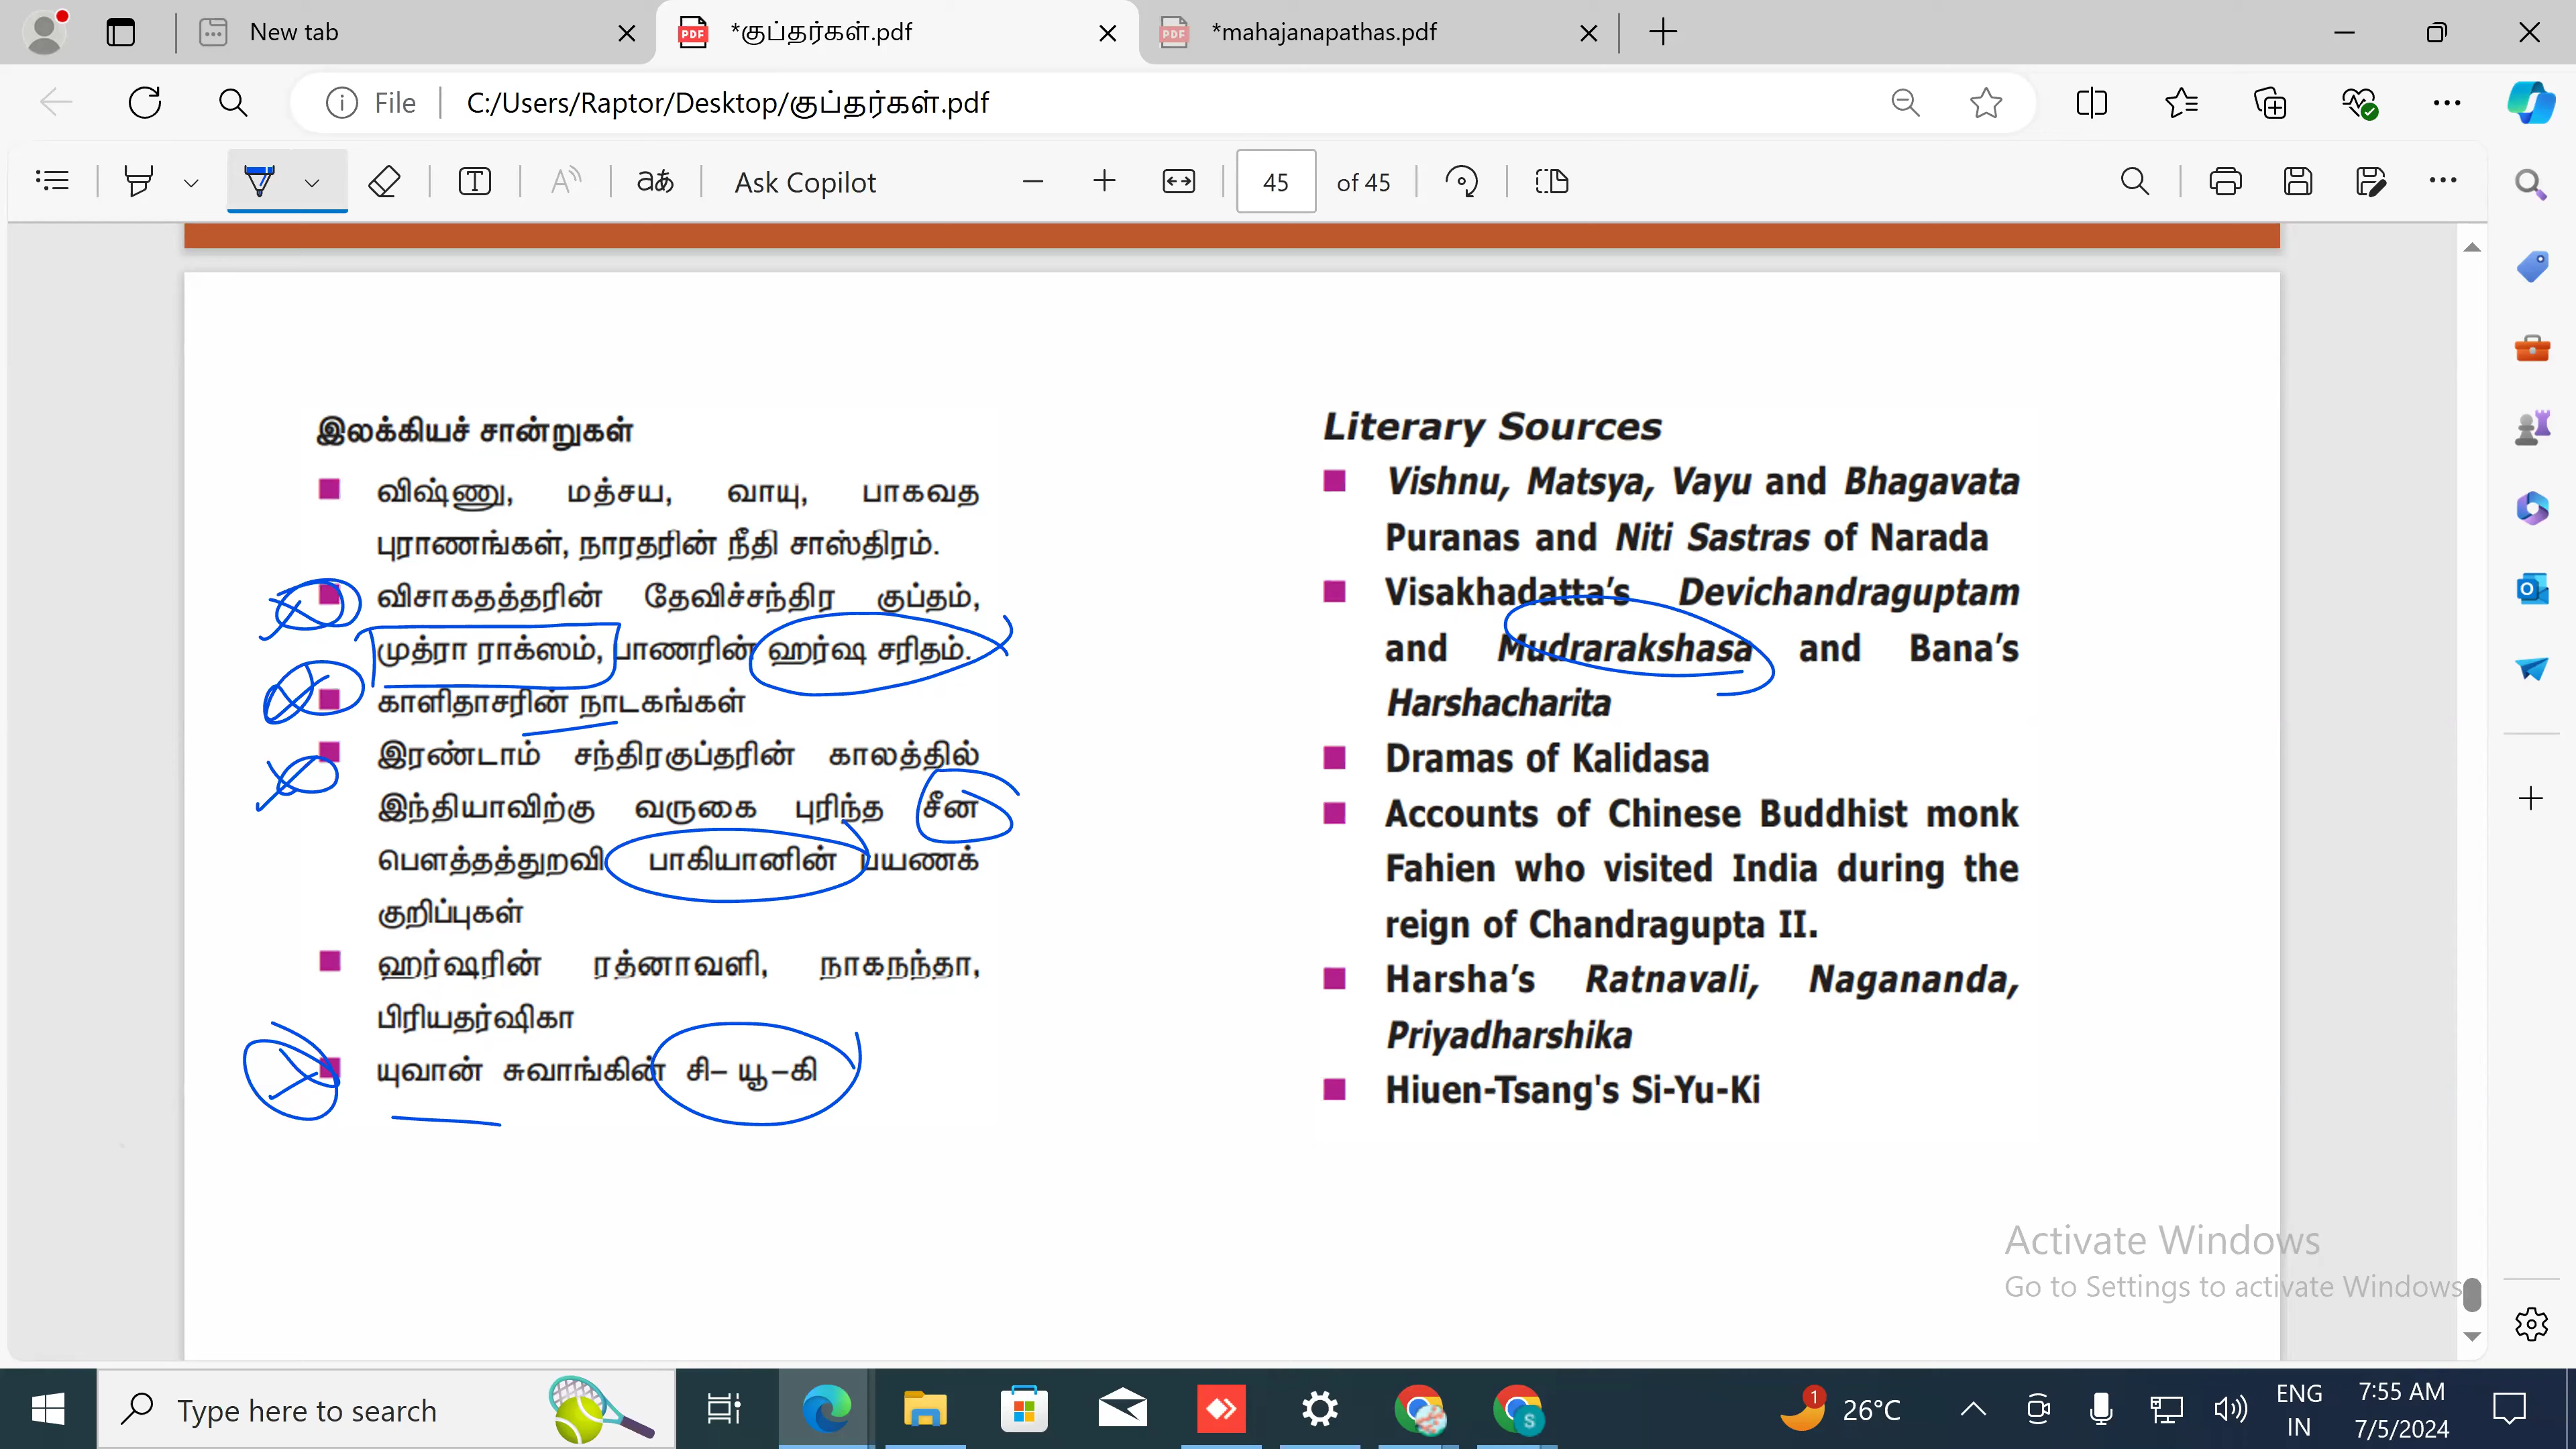 New tab
*குப்தர்கள்.pdf
*mahajanapathas.pdf
File
C:/Users/Raptor/Desktop/குப்தர்கள்.pdf
Ask Copilot
45 of 45
இலக்கியச் சான்றுகள்
விஷ்ணு, மத்சய, வாயு, பாகவத
புராணங்கள், நாரதரின் நீதி சாஸ்திரம்.
விசாகதத்தரின் தேவிச்சந்திர குப்தம்,
முத்ரா ராக்ஸம், பாணரின் ஹர்ஷ சரிதம்.
காளிதாசரின் நாடகங்கள்
இரண்டாம் சந்திரகுப்தரின் காலத்தில்
இந்தியாவிற்கு வருகை புரிந்த சீன
பௌத்தத்துறவி பாகியானின் பயணக்
குறிப்புகள்
ஹர்ஷரின் ரத்னாவளி, நாகநந்தா,
பிரியதர்ஷிகா
யுவான் சுவாங்கின் சி– யூ –கி
Literary Sources
Vishnu, Matsya, Vayu and Bhagavata
Puranas and Niti Sastras of Narada
Visakhadatta's Devichandraguptam
and Mudrarakshasa and Bana's
Harshacharita
Dramas of Kalidasa
Accounts of Chinese Buddhist monk
Fahien who visited India during the
reign of Chandragupta II.
Harsha's Ratnavali, Nagananda,
Priyadharshika
Hiuen-Tsang's Si-Yu-Ki
Activate Windows
Go to Settings to activate Windows
Type here to search
1
26°C
ENG
IN
7:55 AM
7/5/2024